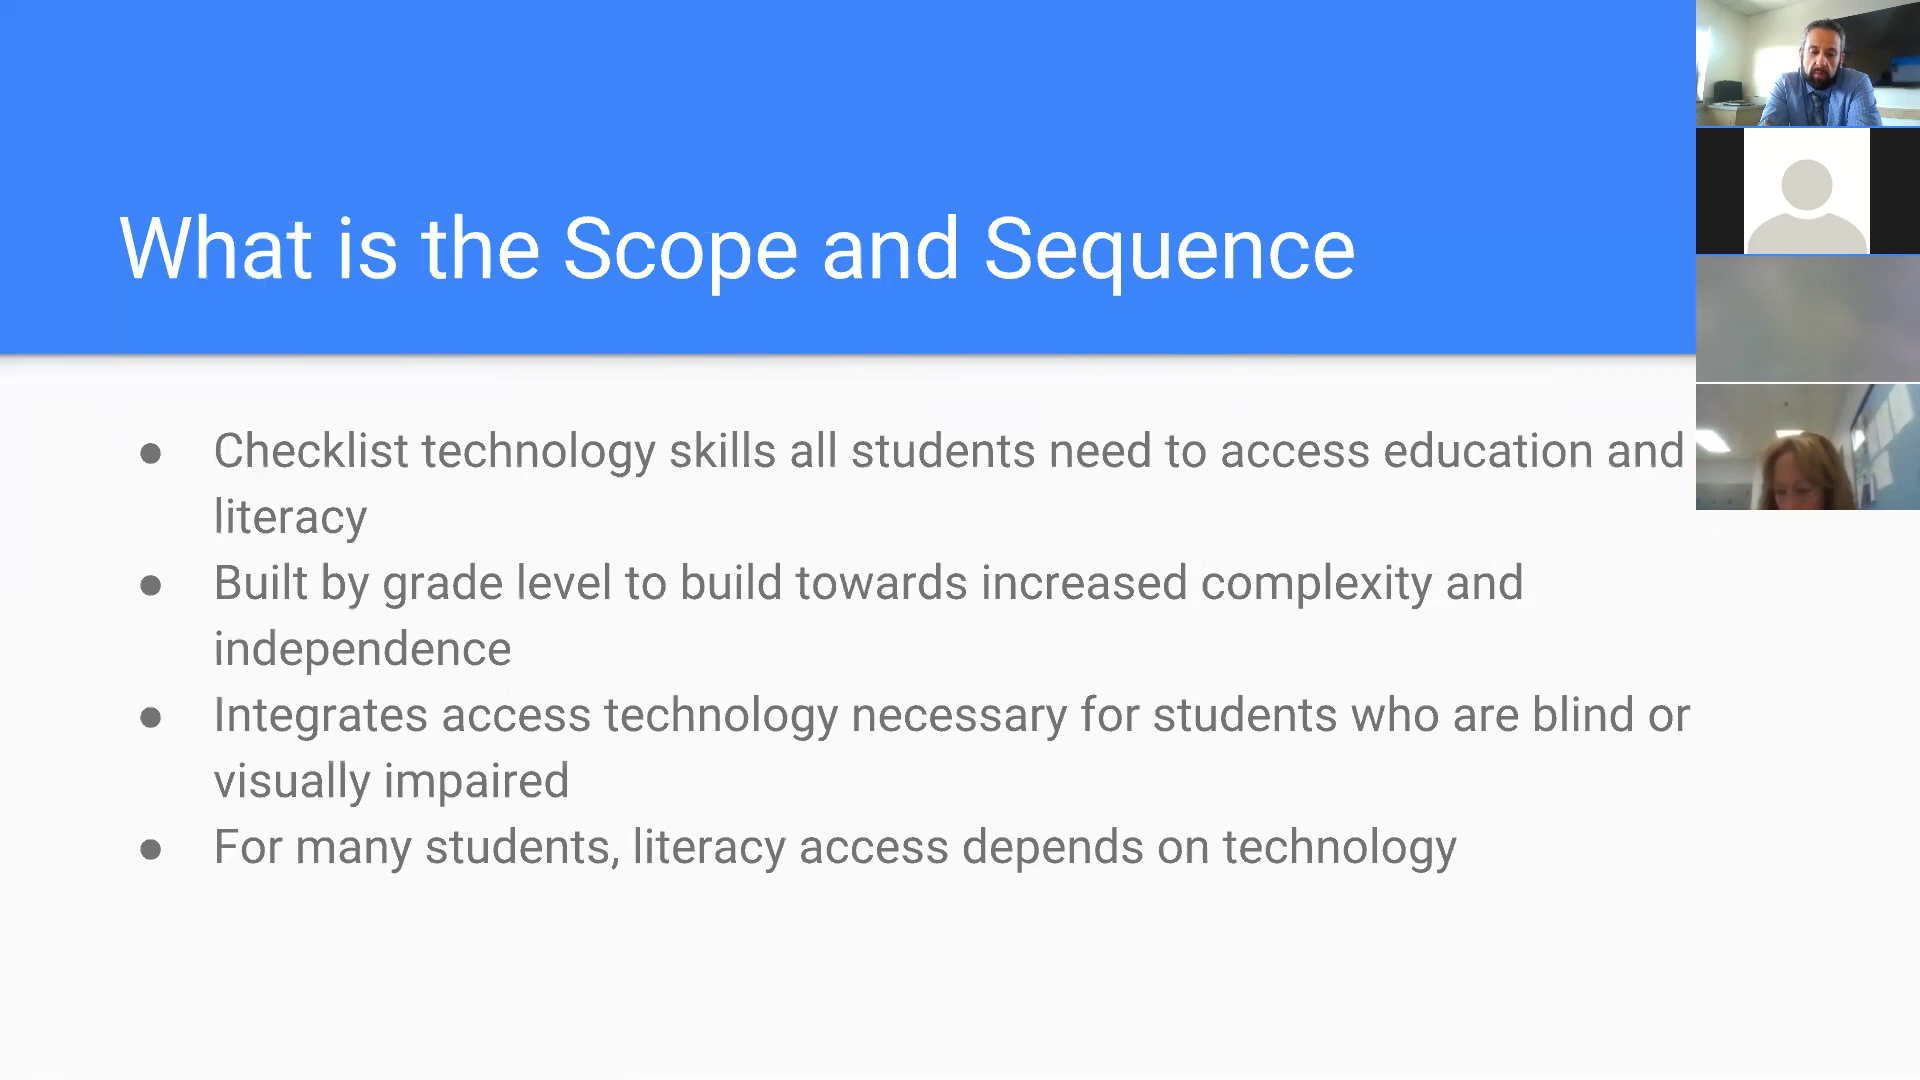 What is the Scope and Sequence
● Checklist technology skills all students need to access education and
literacy
● Built by grade level to build towards increased complexity and
independence
● Integrates access technology necessary for students who are blind or
visually impaired
● For many students, literacy access depends on technology